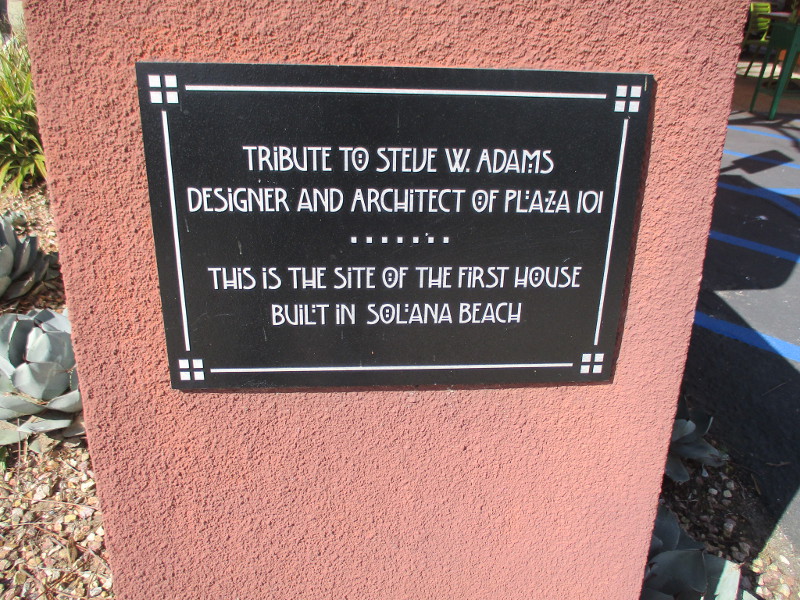 TRIBUTE TO STEVE W. ADAMS
DESIGNER AND ARCHITECT OF PLAZA 101
THIS IS THE SITE OF THE FIRST HOUSE
BUILT IN SOLANA BEACH